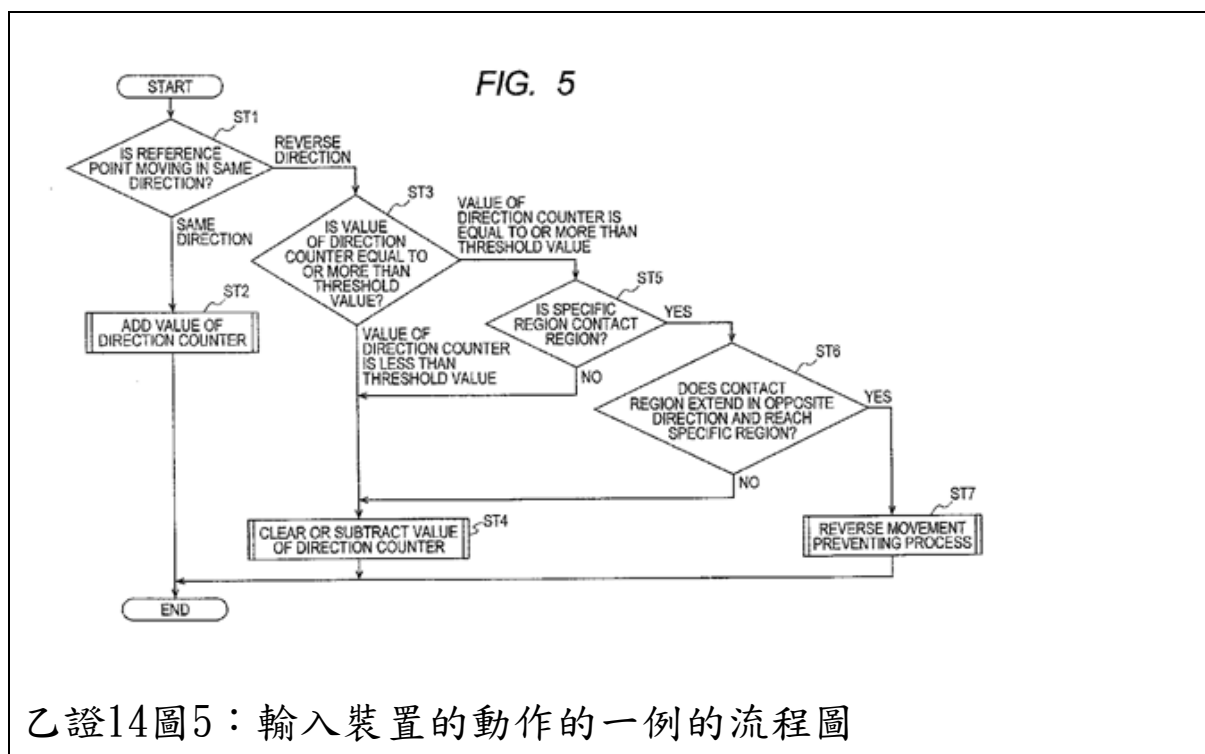 FIG. 5
START
ST1
IS REFERENCE
POINT MOVING IN SAME
DIRECTION?
REVERSE
DIRECTION
SAME
DIRECTION
ST2
ADD VALUE OF
DIRECTION COUNTER
ST3
IS VALUE
OF DIRECTION
COUNTER EQUAL TO
OR MORE THAN
THRESHOLD
VALUE?
VALUE OF
DIRECTION COUNTER IS
EQUAL TO OR MORE THAN
THRESHOLD VALUE
VALUE OF
DIRECTION COUNTER
IS LESS THAN
THRESHOLD VALUE
ST5
IS SPECIFIC
REGION CONTACT
REGION?
YES
NO
ST6
DOES CONTACT
REGION EXTEND IN OPPOSITE
DIRECTION AND REACH
SPECIFIC REGION?
YES
NO
ST4
CLEAR OR SUBTRACT VALUE
OF DIRECTION COUNTER
ST7
REVERSE MOVEMENT
PREVENTING PROCESS
END
乙證14圖5：輸入裝置的動作的一例的流程圖